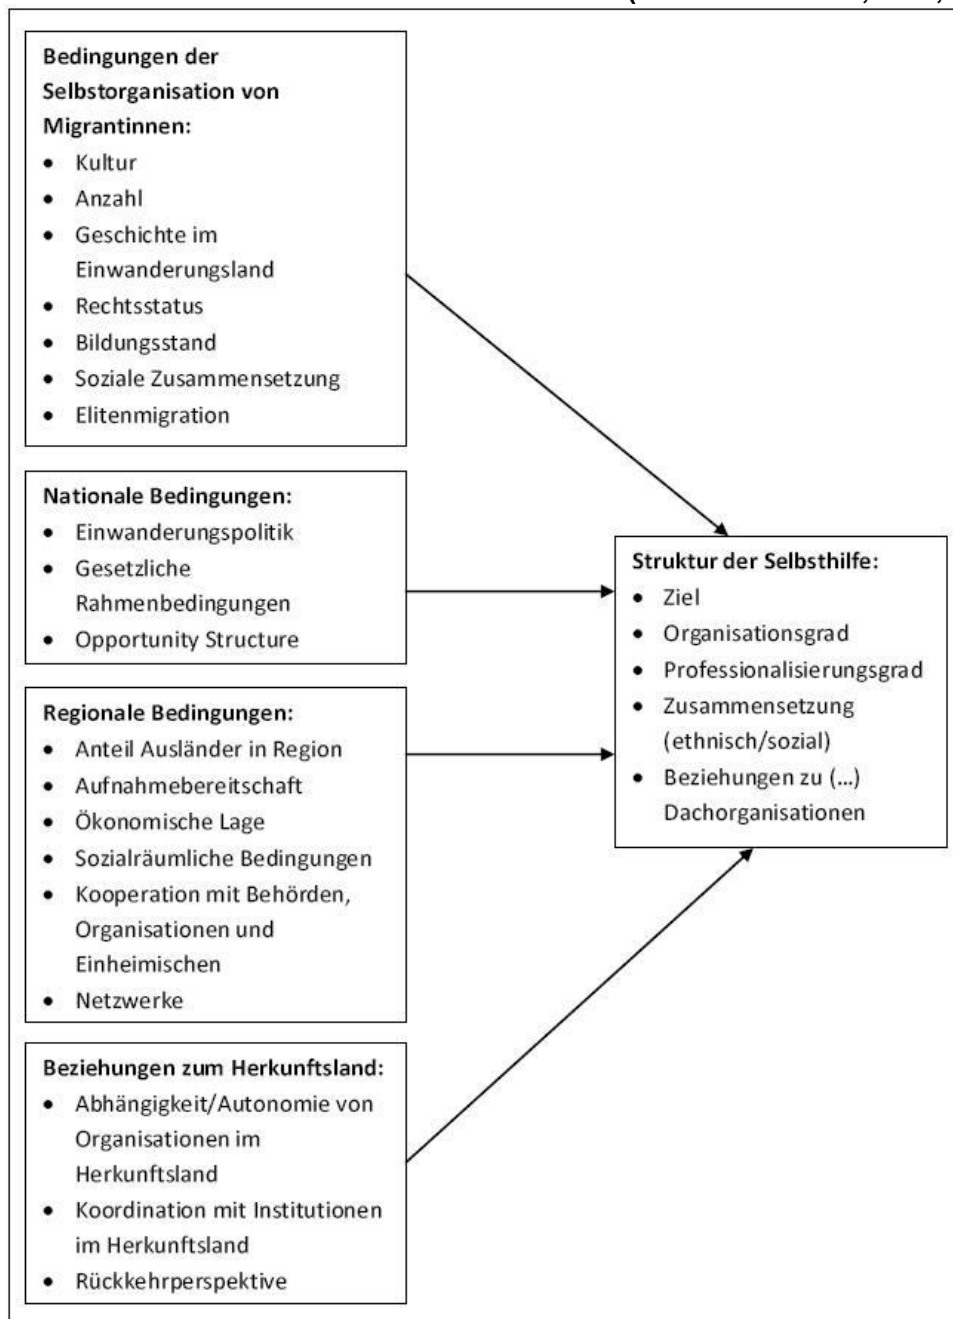 Bedingungen der
Selbstorganisation von
Migrantinnen:
• Kultur
• Anzahl
• Geschichte im
Einwanderungsland
• Rechtsstatus
• Bildungsstand
• Soziale Zusammensetzung
• Elitenmigration
Nationale Bedingungen:
• Einwanderungspolitik
• Gesetzliche
Rahmenbedingungen
• Opportunity Structure
Regionale Bedingungen:
• Anteil Ausländer in Region
• Aufnahmebereitschaft
• Ökonomische Lage
• Sozialräumliche Bedingungen
• Kooperation mit Behörden,
Organisationen und
Einheimischen
• Netzwerke
Beziehungen zum Herkunftsland:
• Abhängigkeit/Autonomie von
Organisationen im
Herkunftsland
• Koordination mit Institutionen
im Herkunftsland
• Rückkehrperspektive
Struktur der Selbsthilfe:
• Ziel
• Organisationsgrad
• Professionalisierungsgrad
• Zusammensetzung
(ethnisch/sozial)
• Beziehungen zu (...)
Dachorganisationen